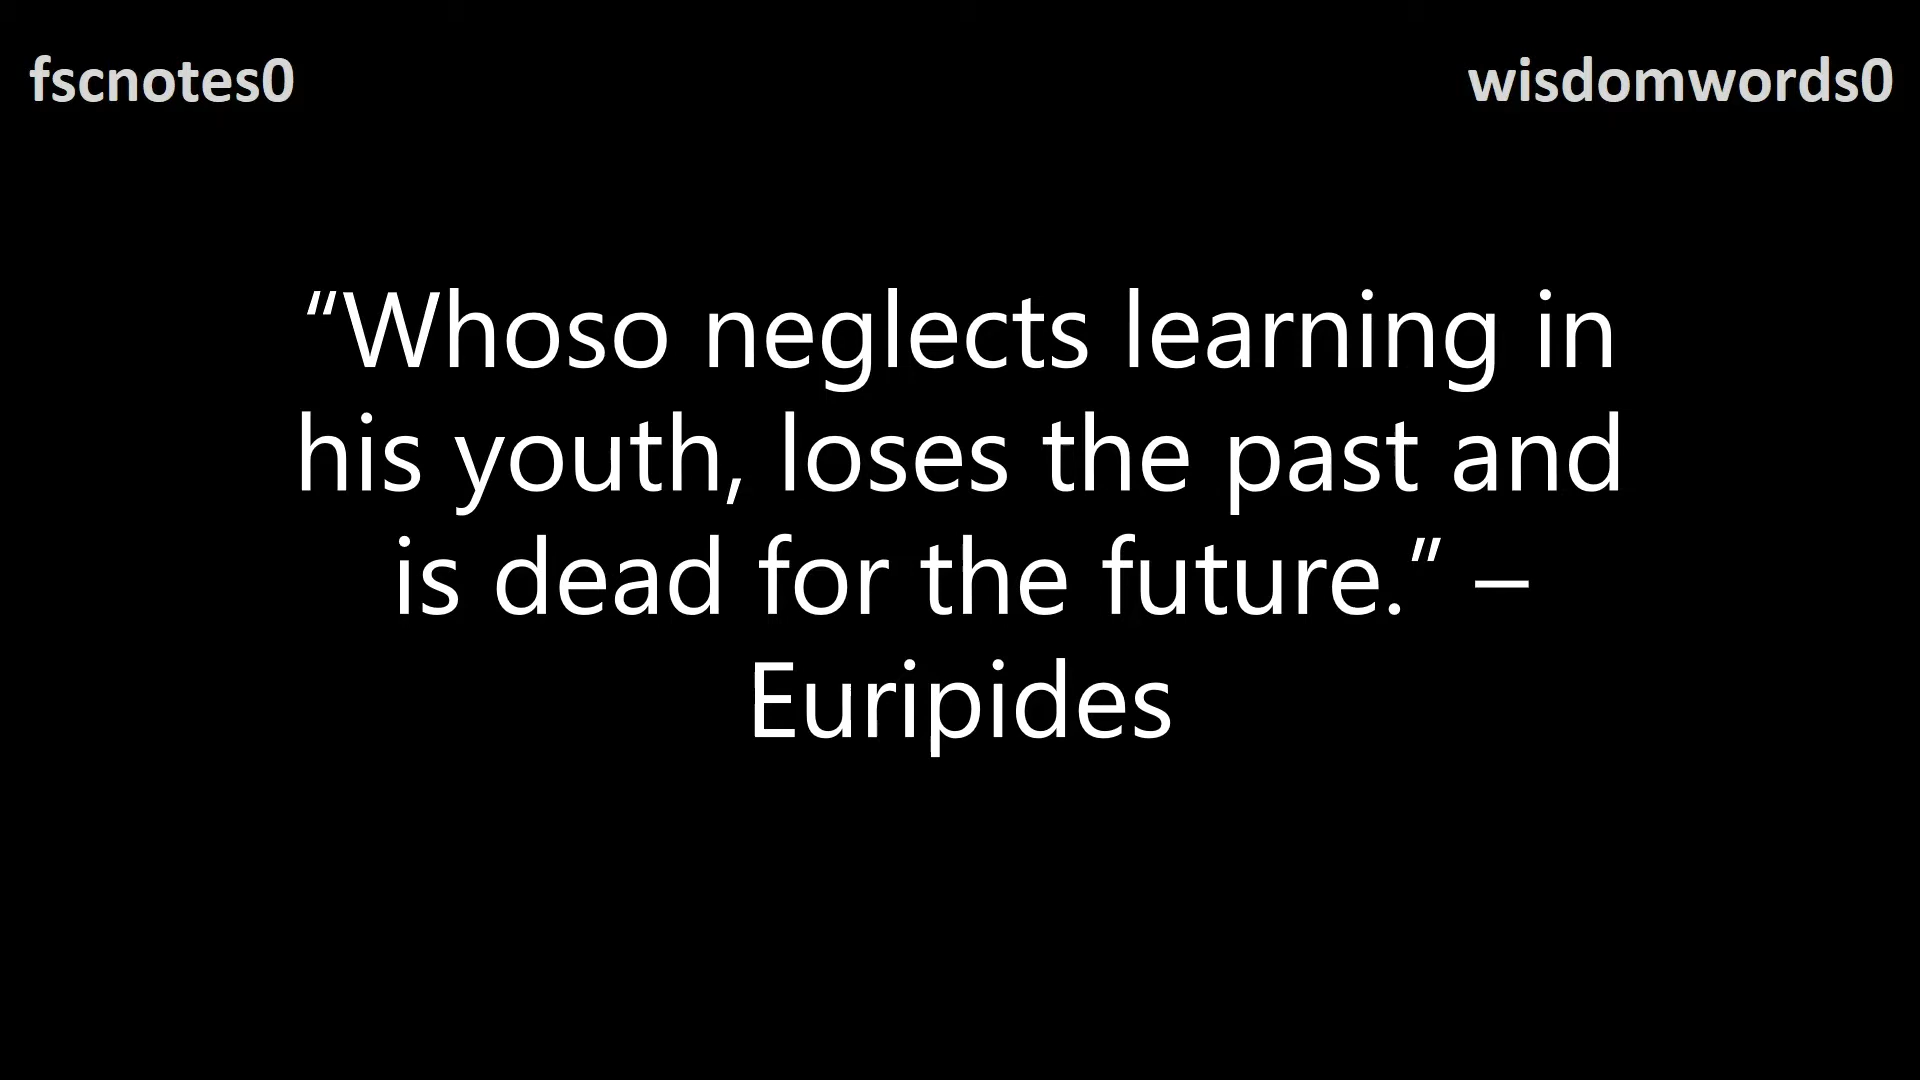 fscnotes0
wisdomwords0
“Whoso neglects learning in
his youth, loses the past and
is dead for the future.” –
Euripides